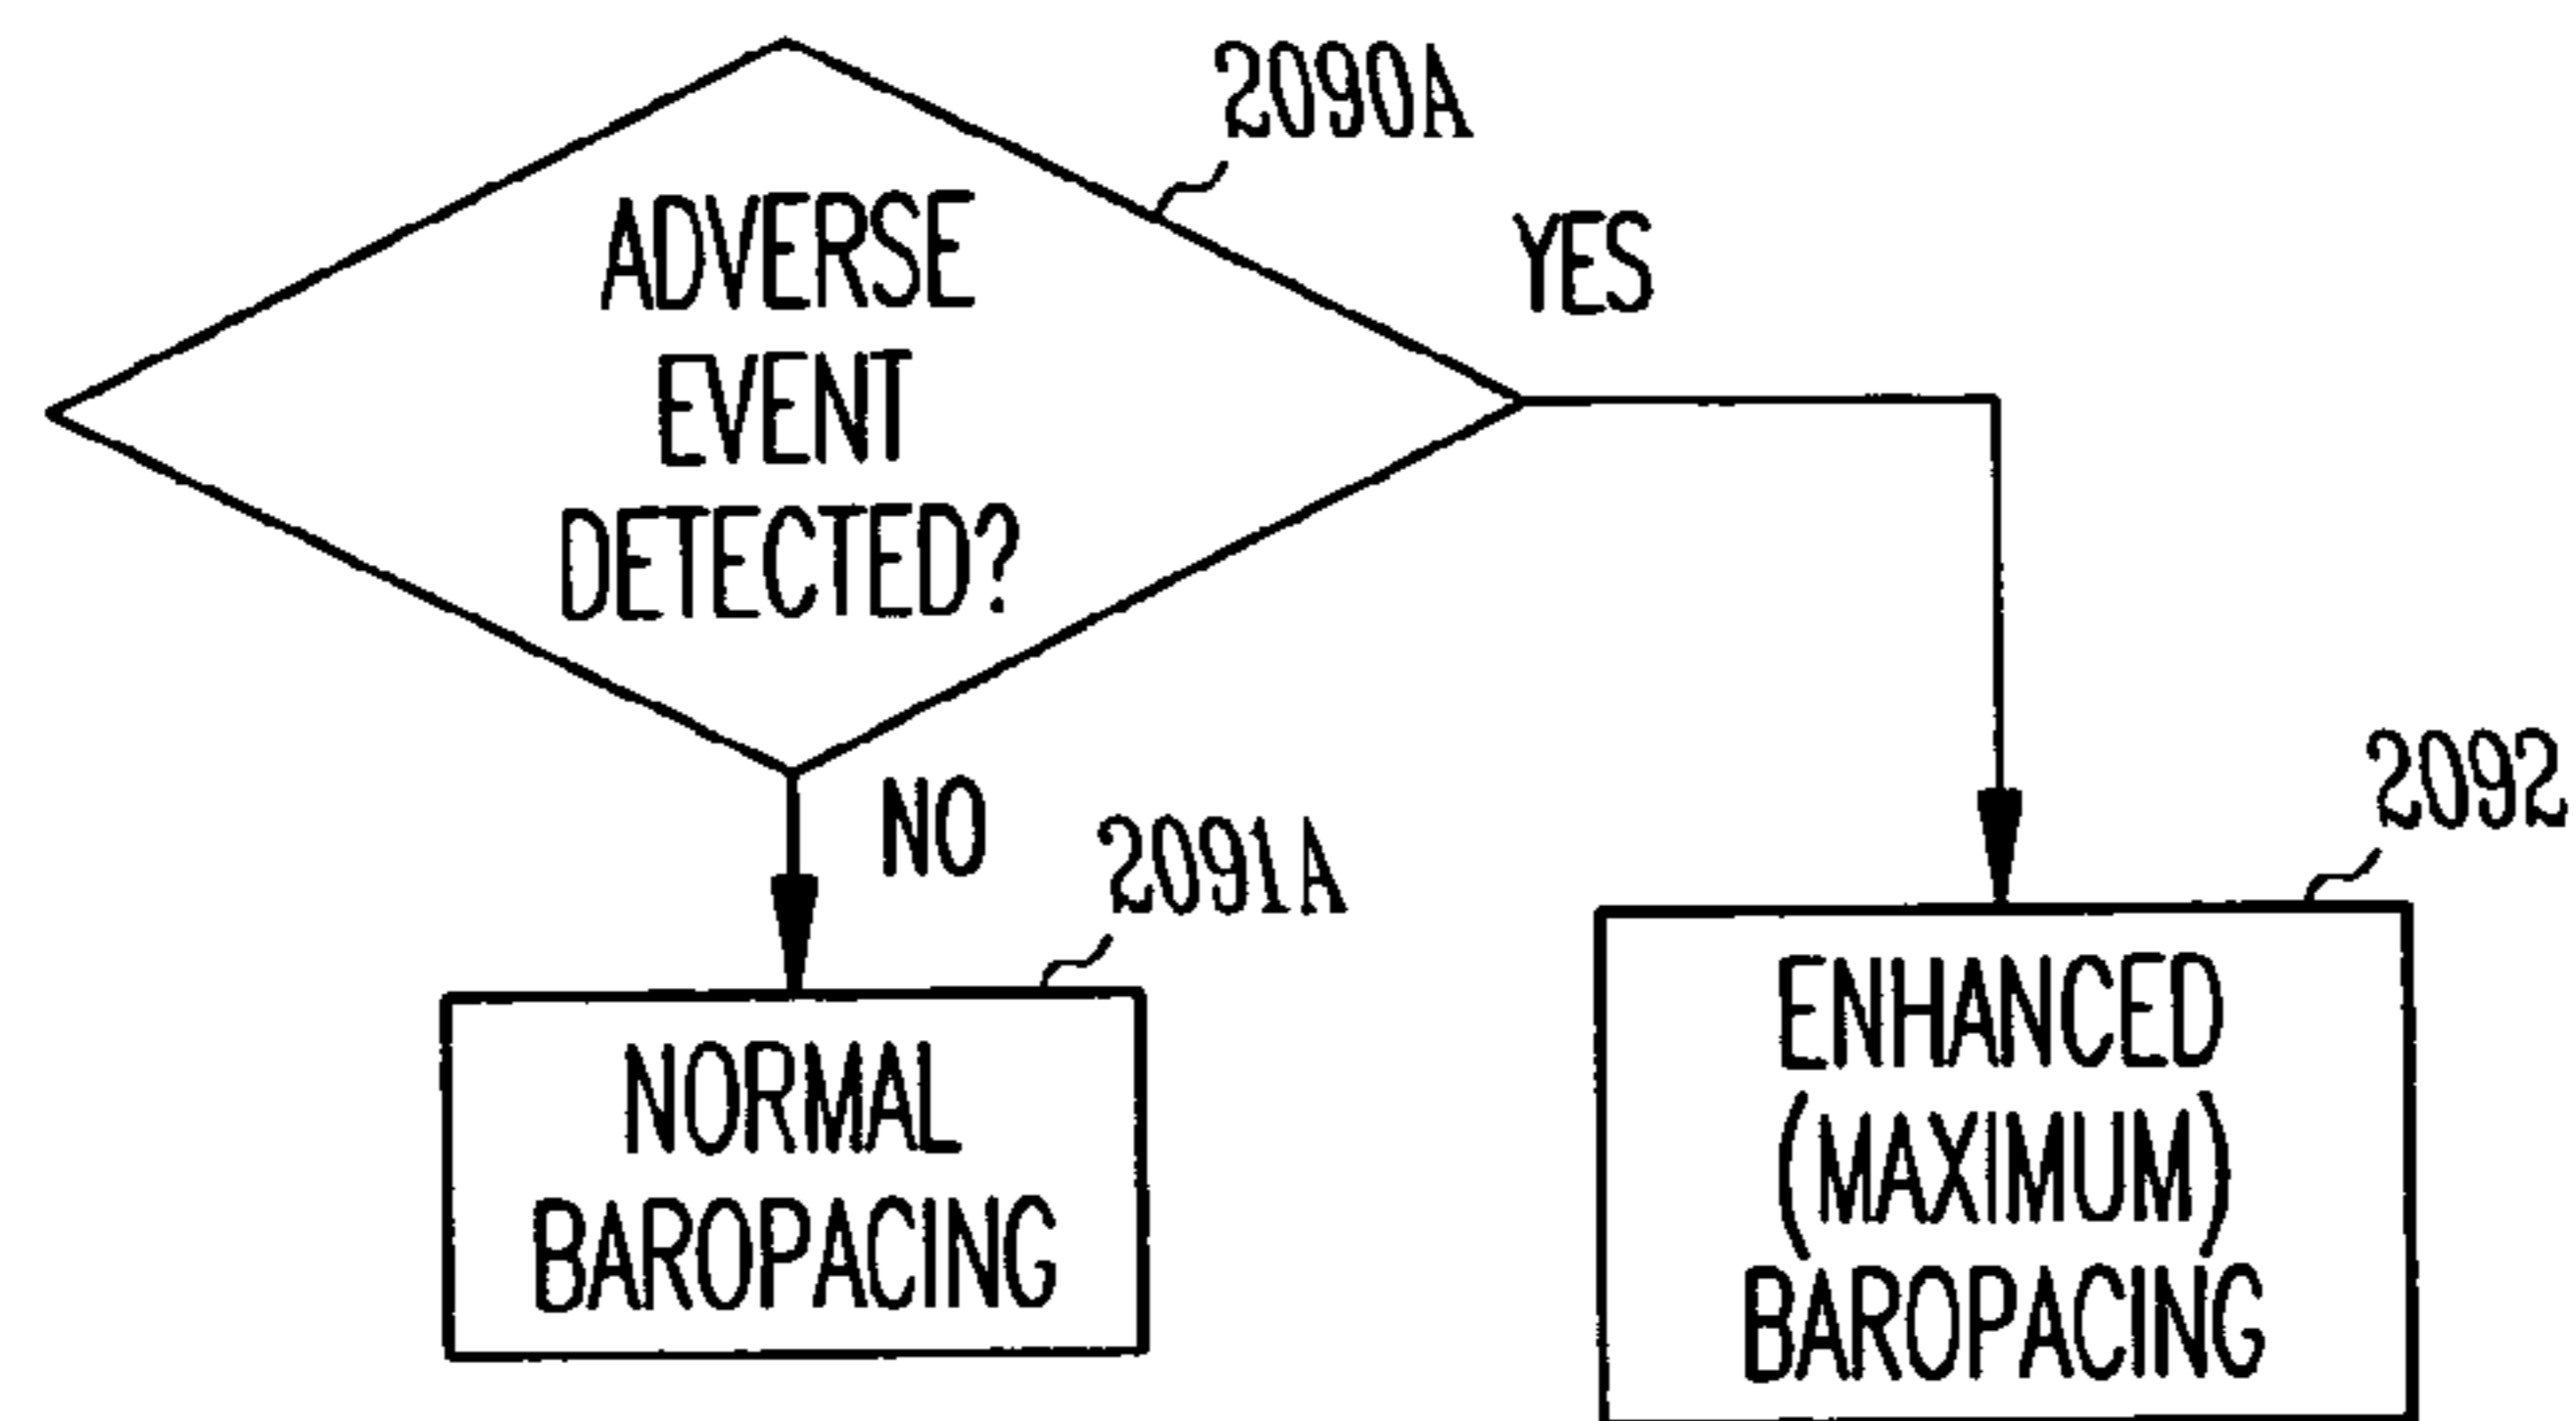 2090A
ADVERSE
EVENT
DETECTED?
YES
NO
2091A
NORMAL
BAROPACING
2092
ENHANCED
(MAXIMUM)
BAROPACING